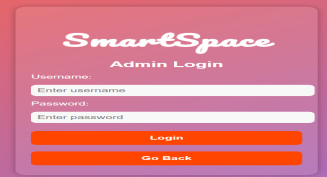 SmartSpace
Admin Login
Username:
Enter username
Password:
Enter password
Login
Go Back